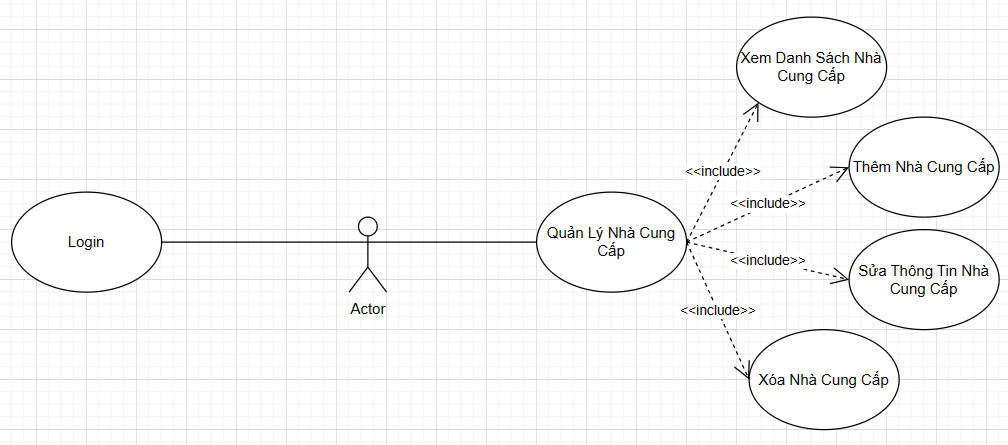 Xem Danh Sách Nhà
Cung Cấp
<<include>>
Thêm Nhà Cung Cấp
<<include>>
Login
Quản Lý Nhà Cung
Cấp
<<include>>
Sửa Thông Tin Nhà
Cung Cấp
Actor
<<include>>
Xóa Nhà Cung Cấp